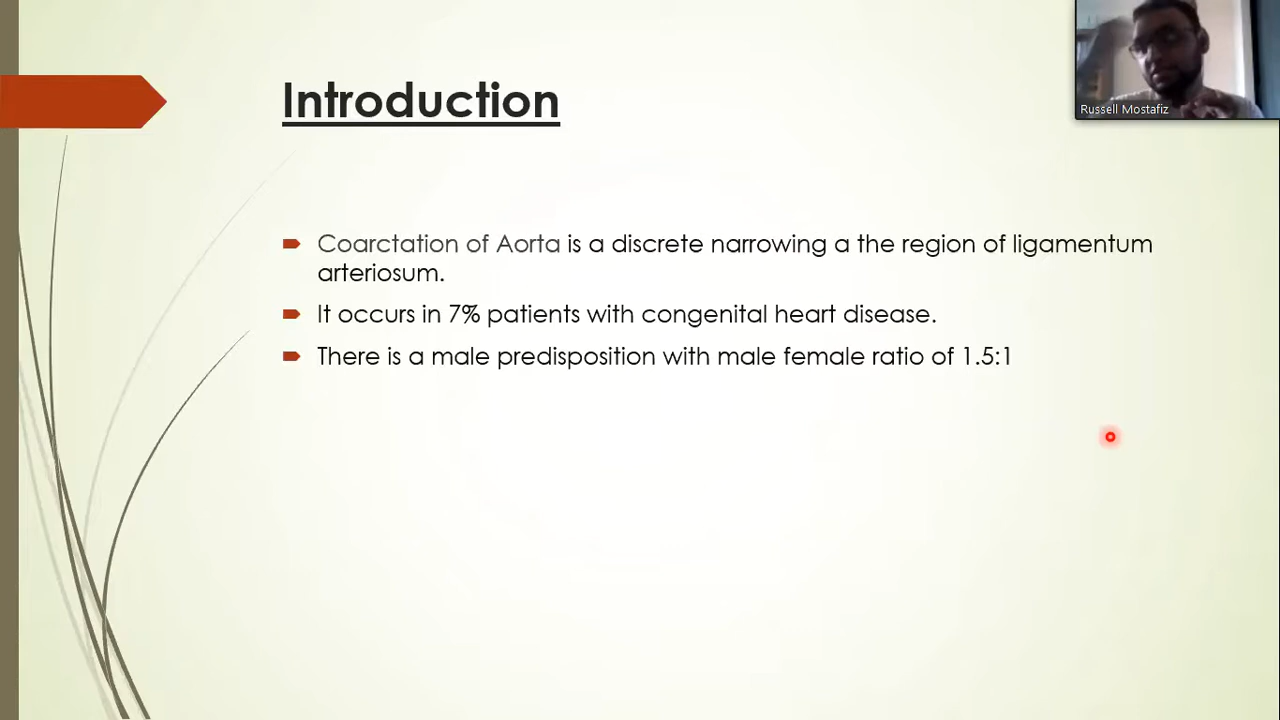 Introduction
Russell Mostafiz
Coarctation of Aorta is a discrete narrowing a the region of ligamentum
arteriosum.
It occurs in 7% patients with congenital heart disease.
There is a male predisposition with male female ratio of 1.5:1